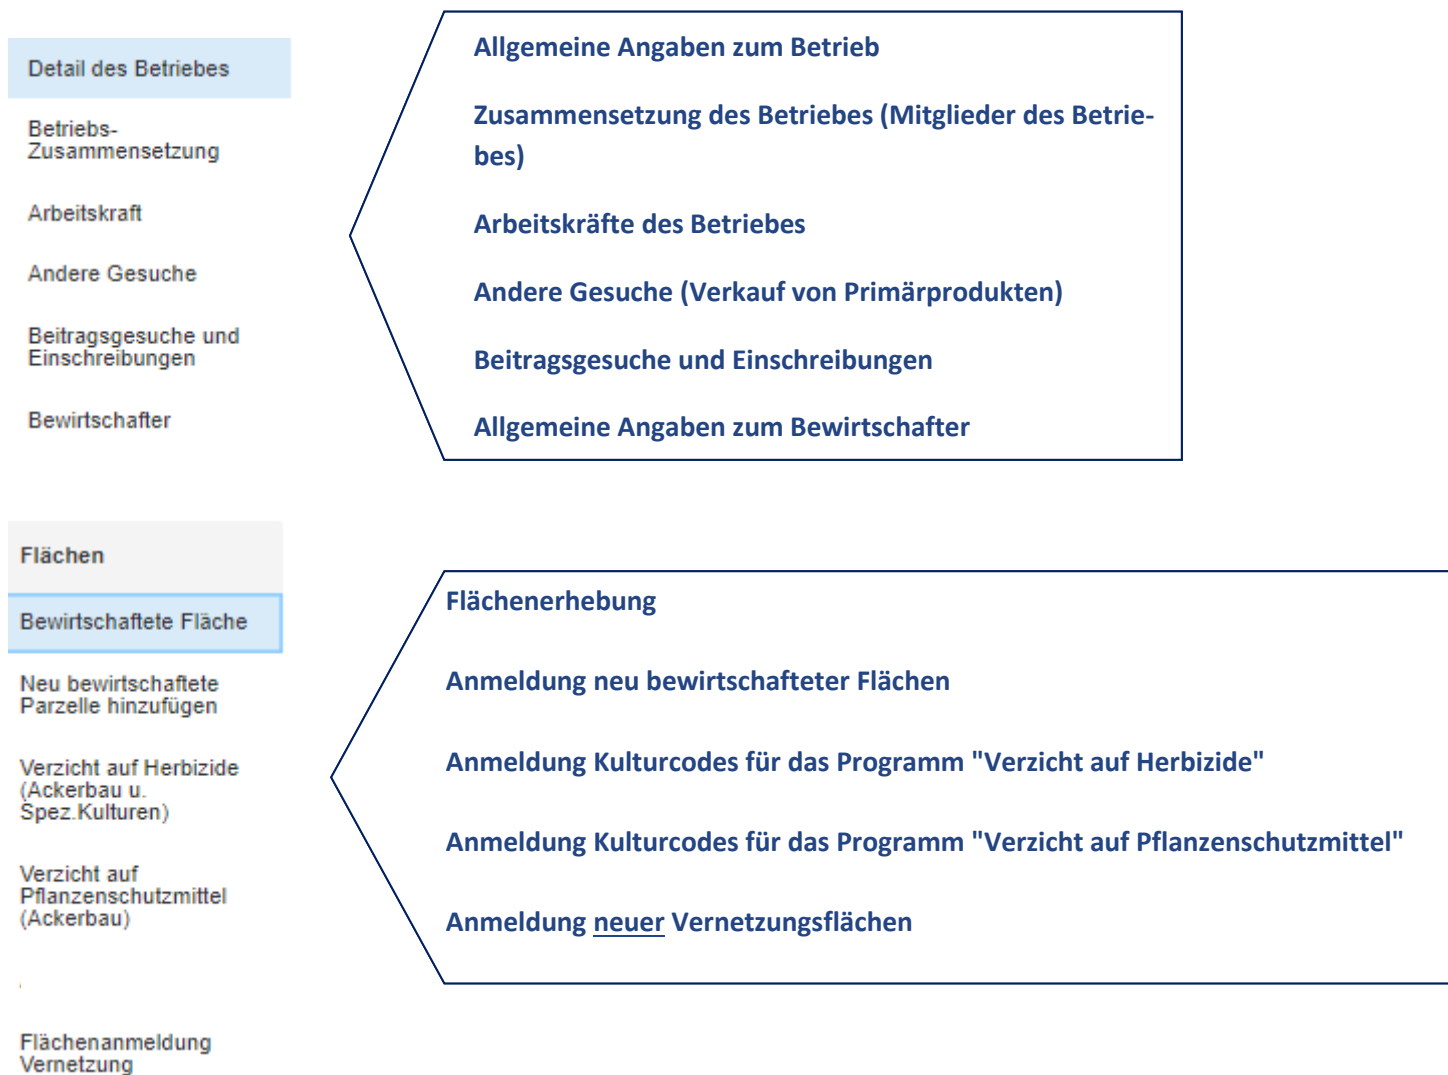 Detail des Betriebes
Betriebs-
Zusammensetzung
Arbeitskraft
Andere Gesuche
Beitragsgesuche und
Einschreibungen
Bewirtschafter
Allgemeine Angaben zum Betrieb
Zusammensetzung des Betriebes (Mitglieder des Betrie-
bes)
Arbeitskräfte des Betriebes
Andere Gesuche (Verkauf von Primärprodukten)
Beitragsgesuche und Einschreibungen
Allgemeine Angaben zum Bewirtschafter
Flächen
Bewirtschaftete Fläche
Neu bewirtschaftete
Parzelle hinzufügen
Verzicht auf Herbizide
(Ackerbau u.
Spez.Kulturen)
Verzicht auf
Pflanzenschutzmittel
(Ackerbau)
Flächenanmeldung
Vernetzung
Flächenerhebung
Anmeldung neu bewirtschafteter Flächen
Anmeldung Kulturcodes für das Programm "Verzicht auf Herbizide"
Anmeldung Kulturcodes für das Programm "Verzicht auf Pflanzenschutzmittel"
Anmeldung neuer Vernetzungsflächen